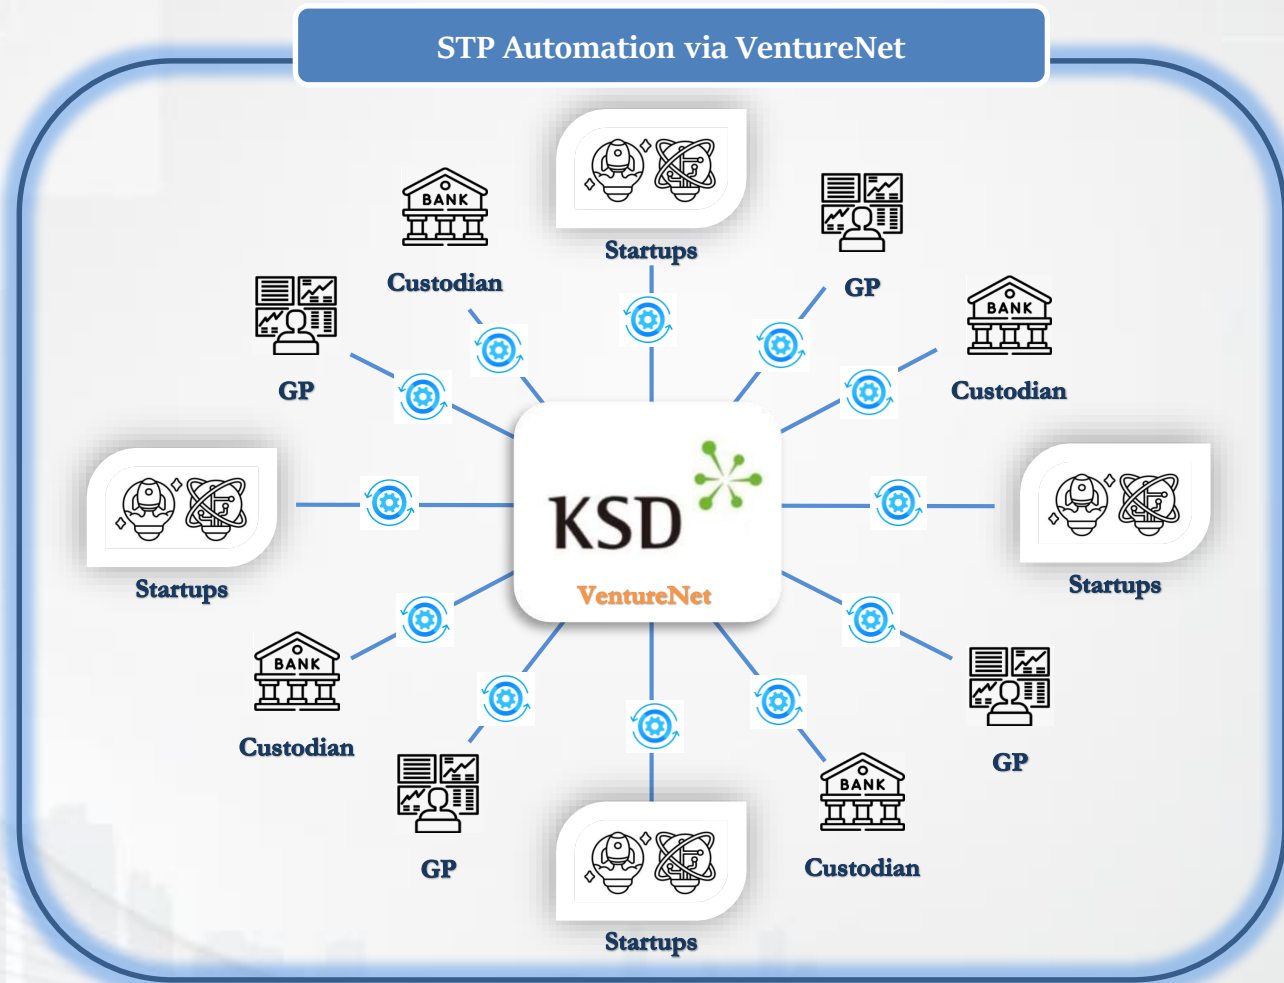 STP Automation via VentureNet
Startups
BANK
Custodian
GP
GP
BANK
Custodian
Startups
KSD
VentureNet
Startups
BANK
Custodian
GP
GP
BANK
Custodian
Startups